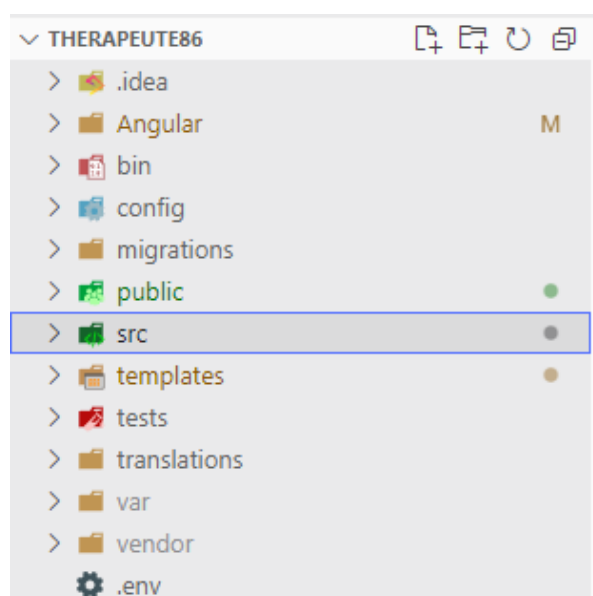 THERAPEUTE86
.idea
Angular M
bin
config
migrations
public
src
templates
tests
translations
var
vendor
.env